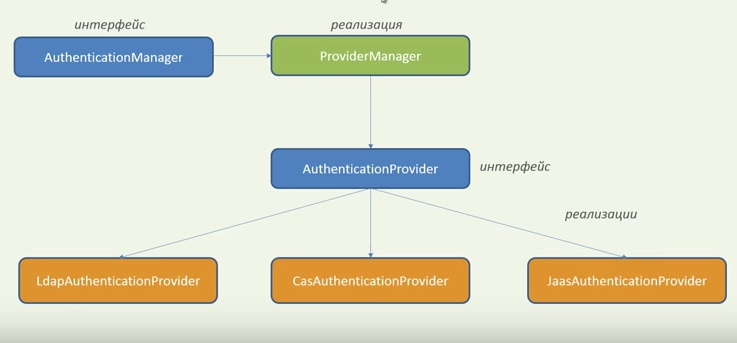 интерфейс
реализация
AuthenticationManager
ProviderManager
AuthenticationProvider
интерфейс
реализации
LdapAuthenticationProvider
CasAuthenticationProvider
JaasAuthenticationProvider